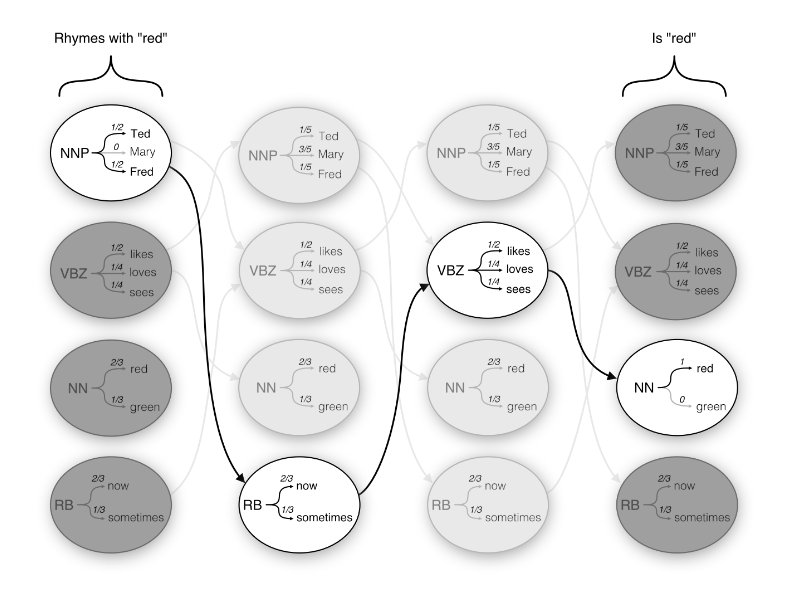 Rhymes with "red"
Is "red"
NNP
1/2 Ted
0 Mary
1/2 Fred
NNP
1/5 Ted
3/5 Mary
1/5 Fred
NNP
1/5 Ted
3/5 Mary
1/5 Fred
NNP
1/5 Ted
3/5 Mary
1/5 Fred
VBZ
1/2 likes
1/4 loves
1/4 sees
VBZ
1/2 likes
1/4 loves
1/4 sees
VBZ
1/2 likes
1/4 loves
1/4 sees
VBZ
1/2 likes
1/4 loves
1/4 sees
NN
2/3 red
1/3 green
NN
2/3 red
1/3 green
NN
2/3 red
1/3 green
NN
1 red
0 green
RB
2/3 now
1/3 sometimes
RB
2/3 now
1/3 sometimes
RB
2/3 now
1/3 sometimes
RB
2/3 now
1/3 sometimes